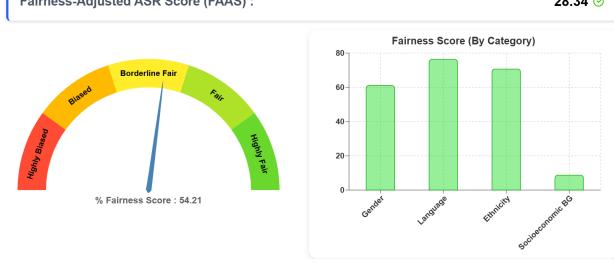 Fairness-Adjusted ASR Score (FAAS) : 28.34
Highly Biased
Biased
Borderline Fair
Fair
Highly Fair
% Fairness Score : 54.21
Fairness Score (By Category)
80
60
40
20
0
Gender
Language
Ethnicity
Socioeconomic BG